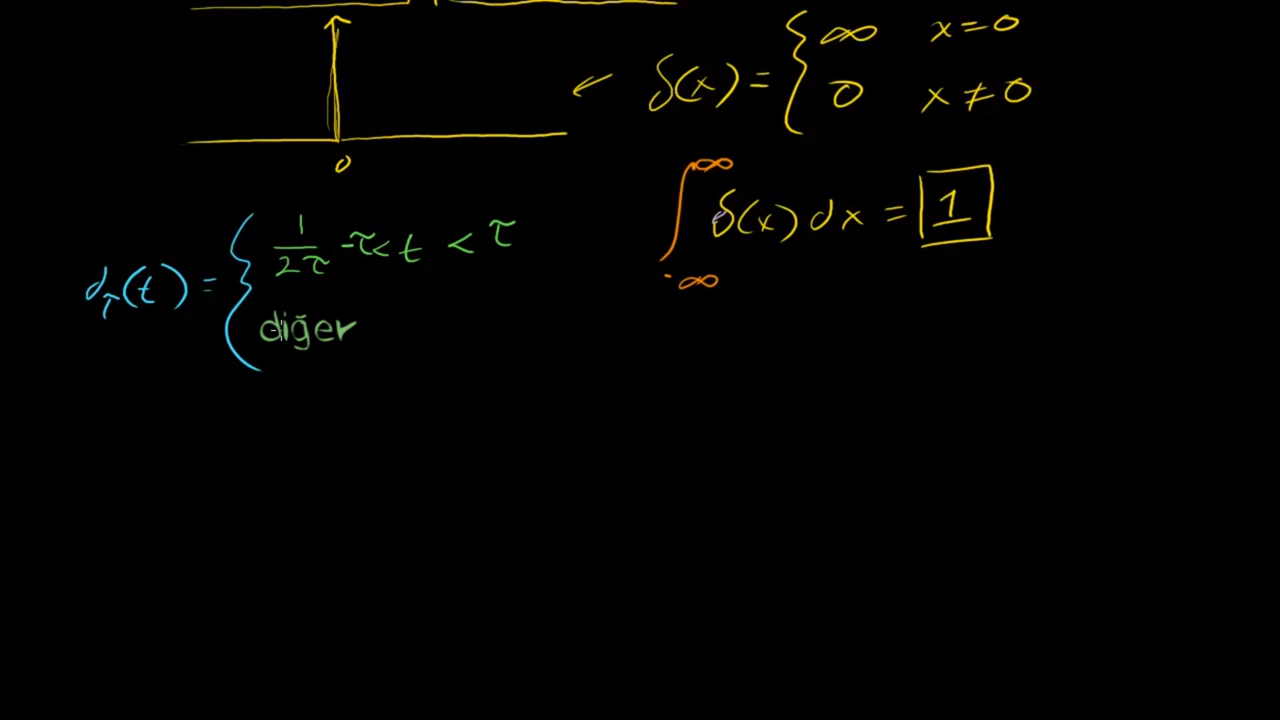 0
δ(x) = { ∞ x=0
0 x≠0
∫_{-∞}^{∞} δ(x) dx = 1
d_τ(t) = { 1/2τ -τ< t < τ
diğer